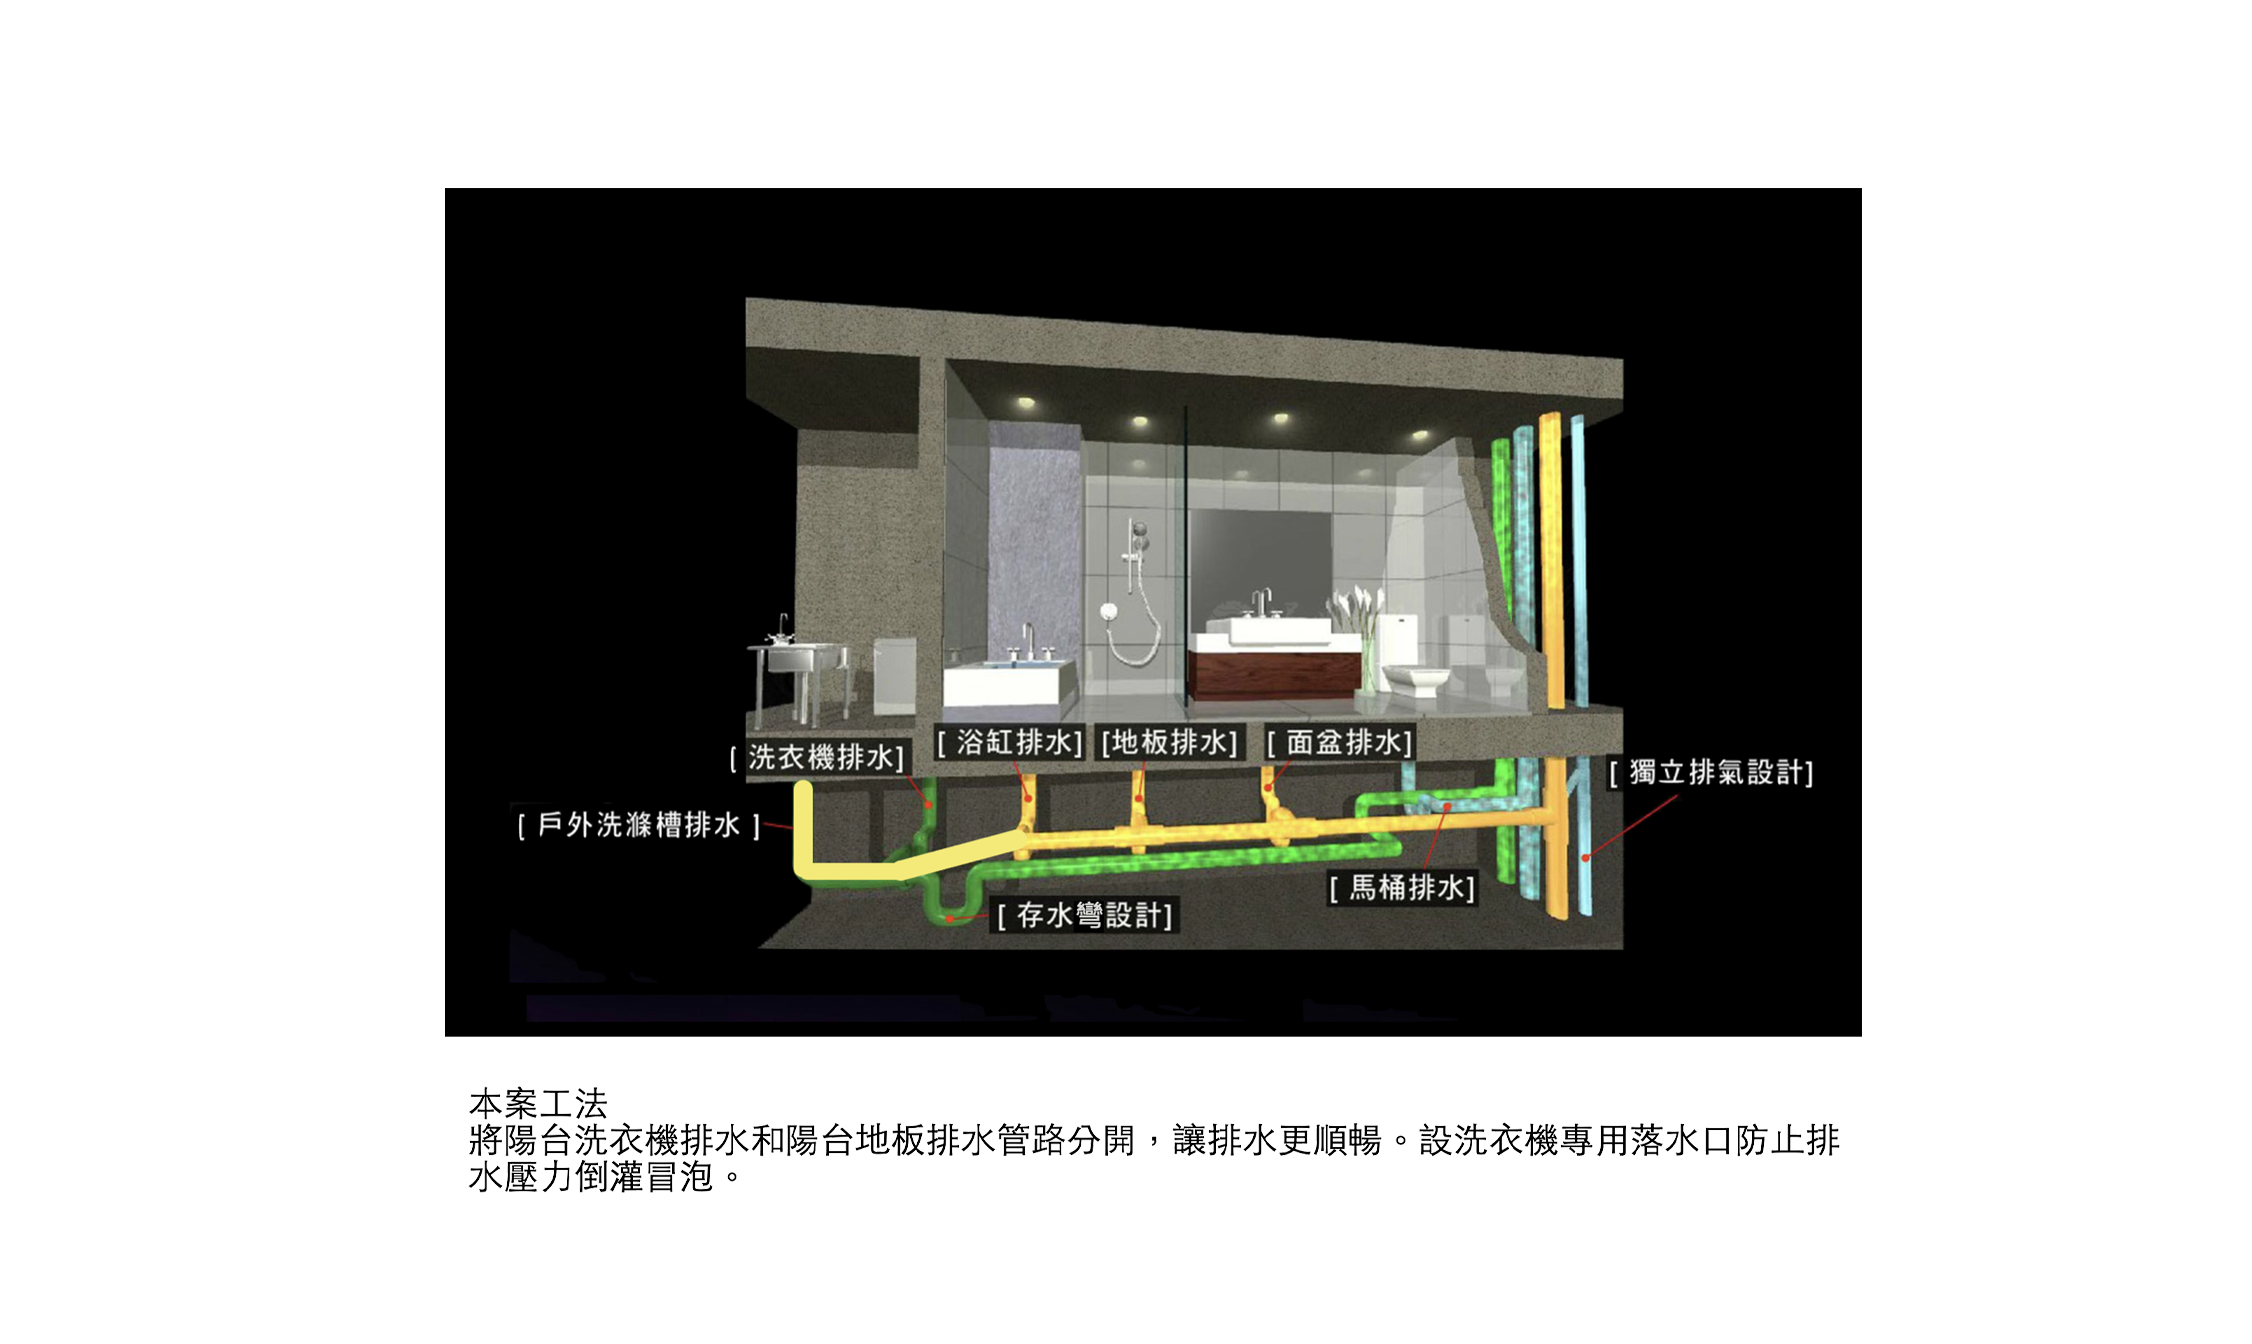 [ 洗衣機排水]
[ 浴缸排水]
[地板排水]
[ 面盆排水]
[ 獨立排氣設計]
[ 戶外洗滌槽排水 ]
[ 馬桶排水]
[ 存水彎設計]
本案工法
將陽台洗衣機排水和陽台地板排水管路分開，讓排水更順暢。設洗衣機專用落水口防止排
水壓力倒灌冒泡。